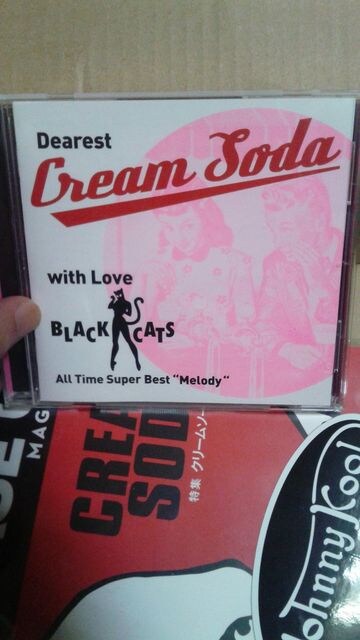 Dearest
Cream Soda
with Love
BLACK CATS
All Time Super Best "Melody"
MAG
CREA
SOD
特集 クリームソー
Johnny Kool